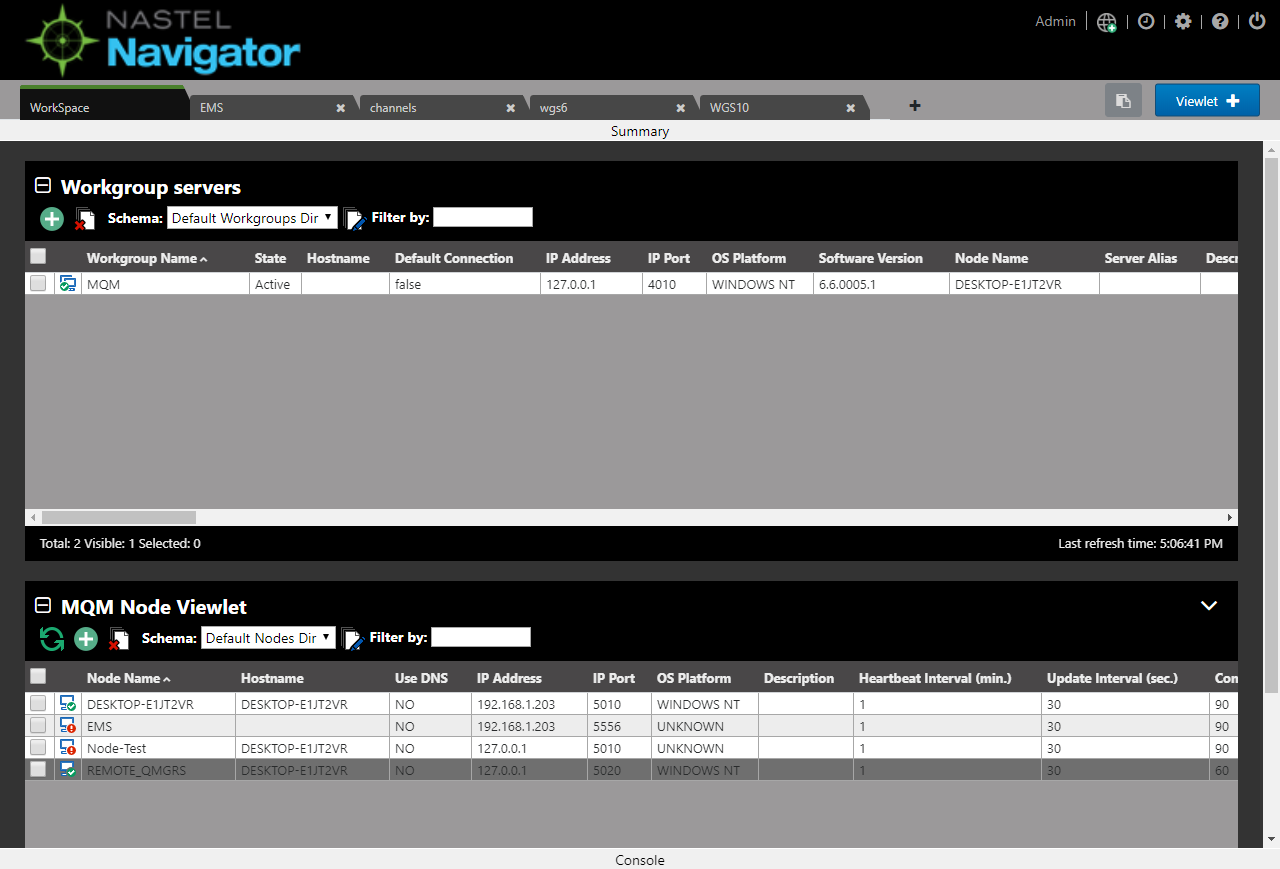 NASTEL
Navigator
Admin
WorkSpace EMS channels wgs6 WGS10 Viewlet
Summary
Workgroup servers
Schema: Default Workgroups Dir Filter by:
Workgroup Name State Hostname Default Connection IP Address IP Port OS Platform Software Version Node Name Server Alias Descr
MQM Active false 127.0.0.1 4010 WINDOWS NT 6.6.0005.1 DESKTOP-E1JT2VR
Total: 2 Visible: 1 Selected: 0 Last refresh time: 5:06:41 PM
MQM Node Viewlet
Schema: Default Nodes Dir Filter by:
Node Name Hostname Use DNS IP Address IP Port OS Platform Description Heartbeat Interval (min.) Update Interval (sec.) Con
DESKTOP-E1JT2VR DESKTOP-E1JT2VR NO 192.168.1.203 5010 WINDOWS NT 1 30 90
EMS NO 192.168.1.203 5556 UNKNOWN 1 30 90
Node-Test DESKTOP-E1JT2VR NO 127.0.0.1 5010 UNKNOWN 1 30 90
REMOTE_QMGRS DESKTOP-E1JT2VR NO 127.0.0.1 5020 WINDOWS NT 1 30 60
Console